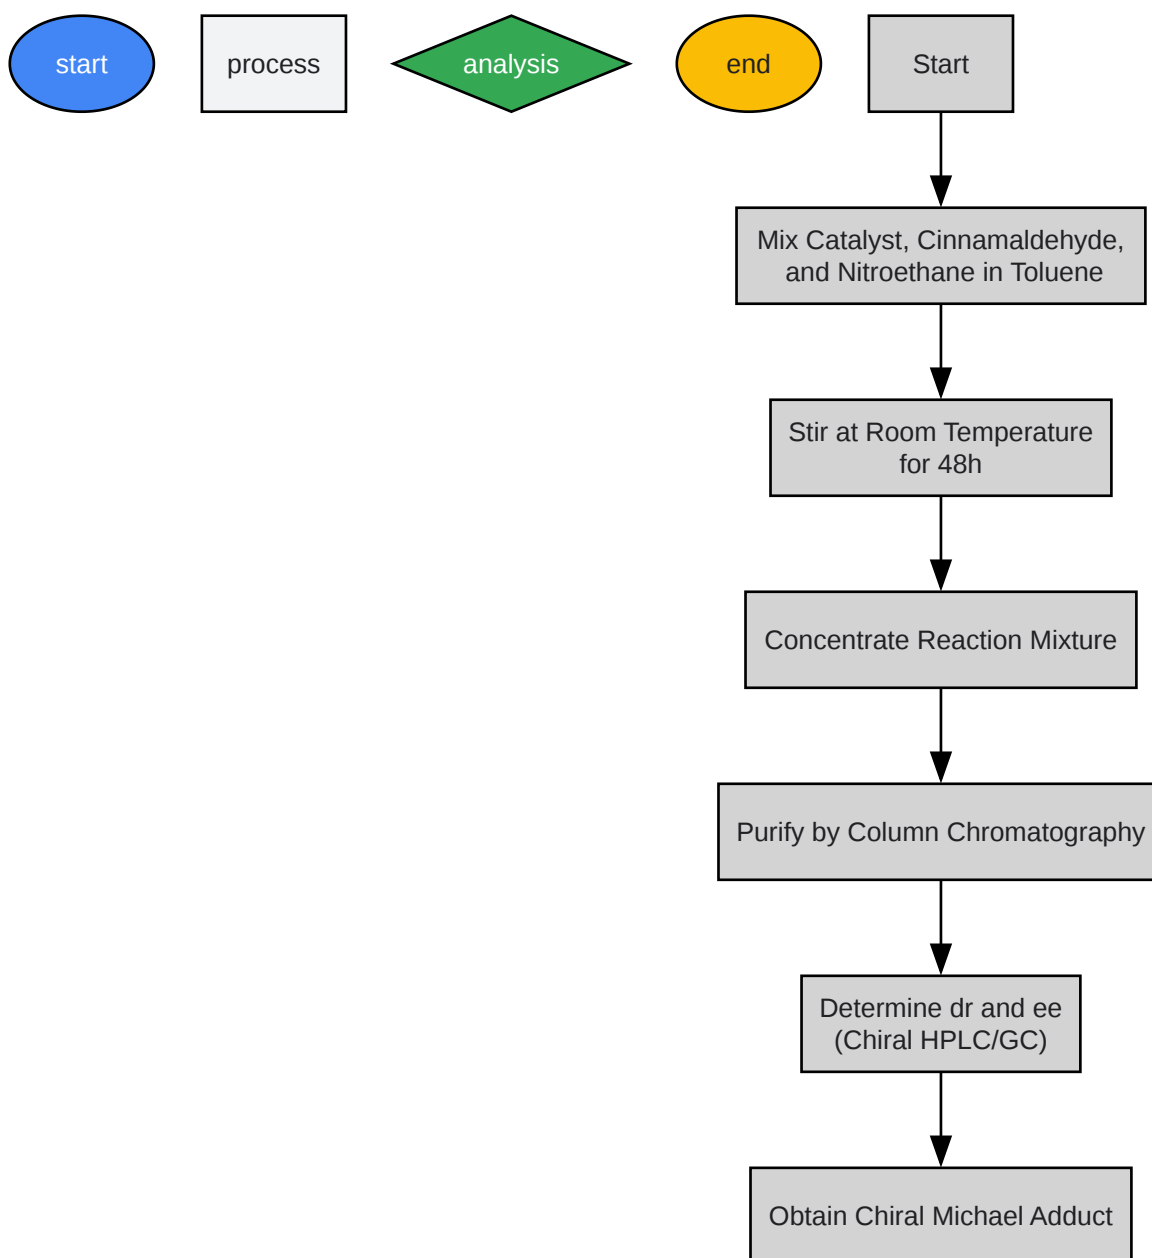 start
process
analysis
end
Start
Mix Catalyst, Cinnamaldehyde,
and Nitroethane in Toluene
Stir at Room Temperature
for 48h
Concentrate Reaction Mixture
Purify by Column Chromatography
Determine dr and ee
(Chiral HPLC/GC)
Obtain Chiral Michael Adduct